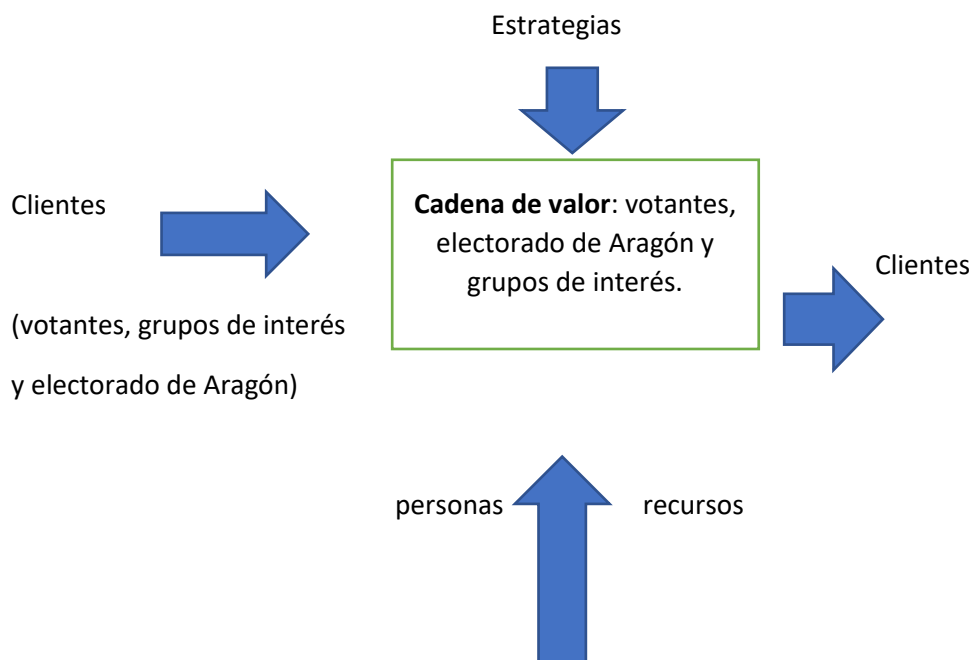 Estrategias
Clientes
(votantes, grupos de interés
y electorado de Aragón)
Cadena de valor: votantes,
electorado de Aragón y
grupos de interés.
Clientes
personas
recursos